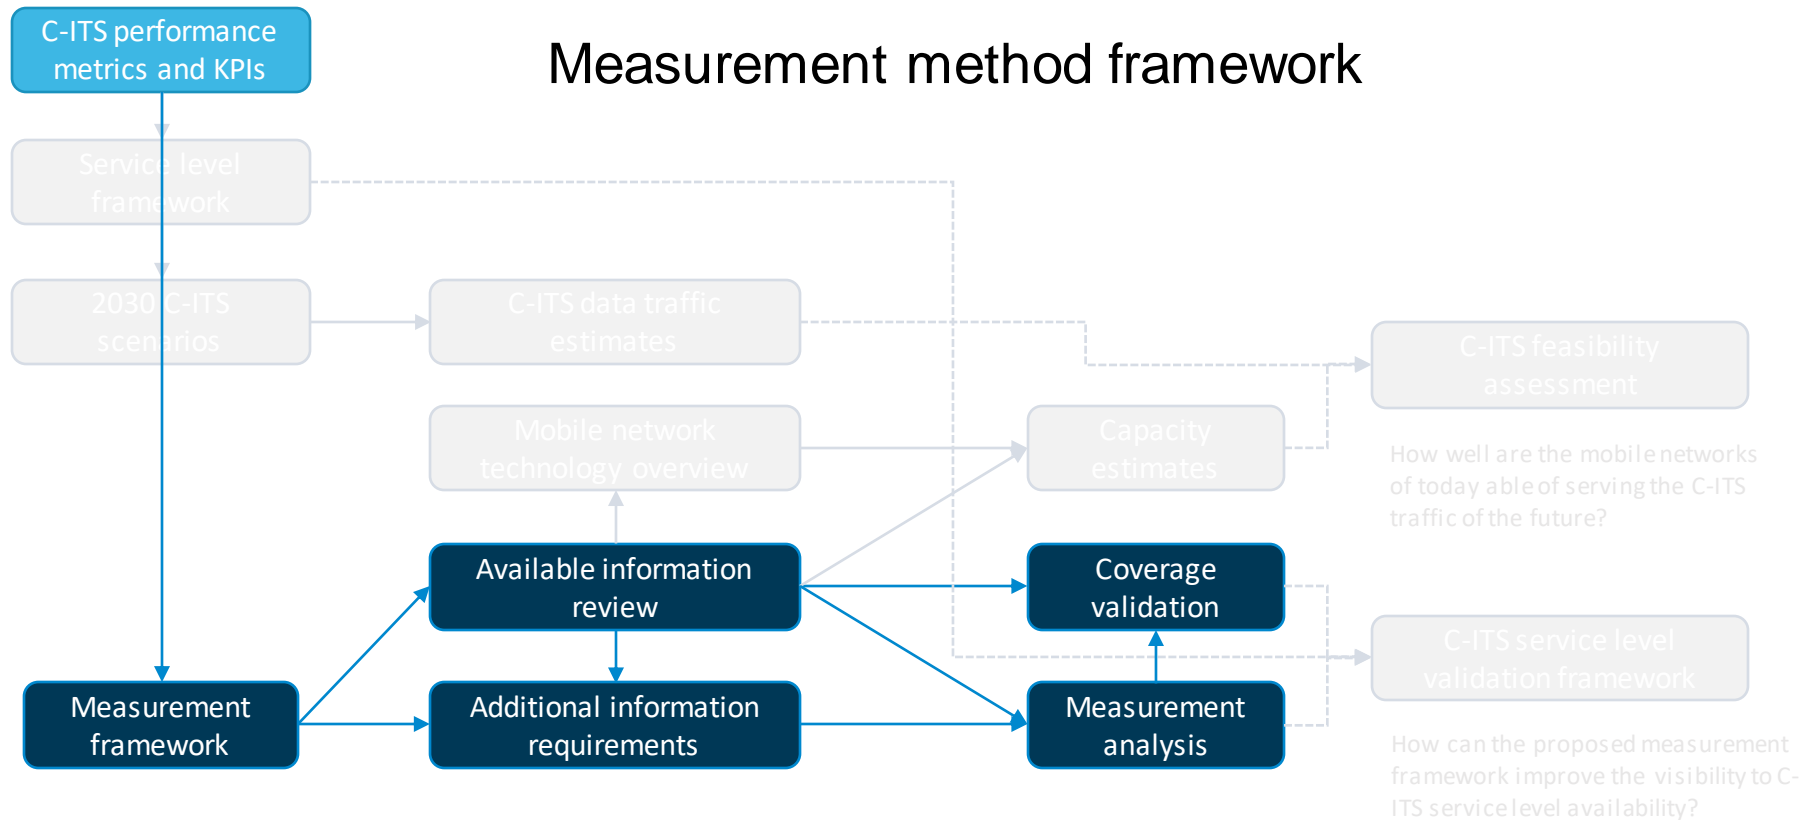 C-ITS performance
metrics and KPIs
Measurement method framework
Service level
framework
2030 C-ITS
scenarios
C-ITS data traffic
estimates
C-ITS feasibility
assessment
Mobile network
technology overview
Capacity
estimates
How well are the mobile networks
of today able of serving the C-ITS
traffic of the future?
Available information
review
Coverage
validation
C-ITS service level
validation framework
Measurement
framework
Additional information
requirements
Measurement
analysis
How can the proposed measurement
framework improve the visibility to C-
ITS service level availability?